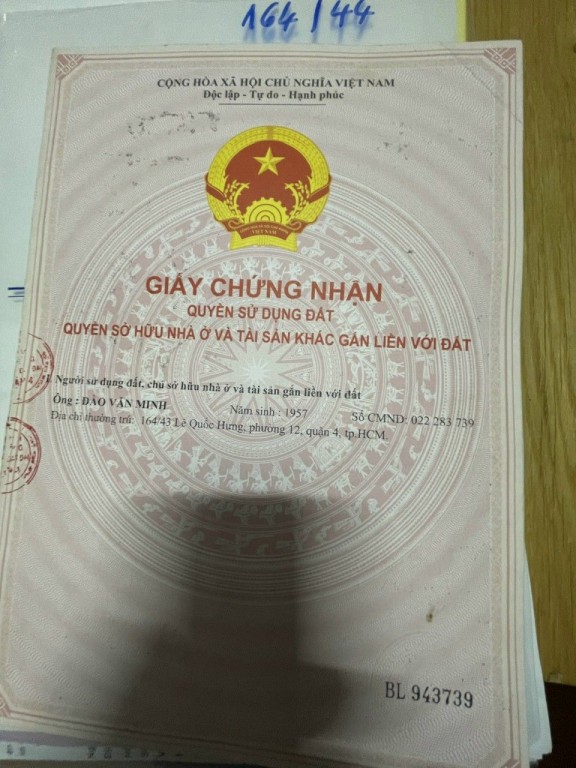 164/44
CỘNG HÒA XÃ HỘI CHỦ NGHĨA VIỆT NAM
Độc lập - Tự do - Hạnh phúc
VIỆT NAM
GIẤY CHỨNG NHẬN
QUYỀN SỬ DỤNG ĐẤT
QUYỀN SỞ HỮU NHÀ Ở VÀ TÀI SẢN KHÁC GẮN LIỀN VỚI ĐẤT
I. Người sử dụng đất, chủ sở hữu nhà ở và tài sản gắn liền với đất
Ông : ĐÀO VĂN MINH Năm sinh : 1957 Số CMND: 022 283 739
Địa chỉ thường trú: 164/43 Lê Quốc Hưng, phường 12, quận 4, tp.HCM.
BL 943739